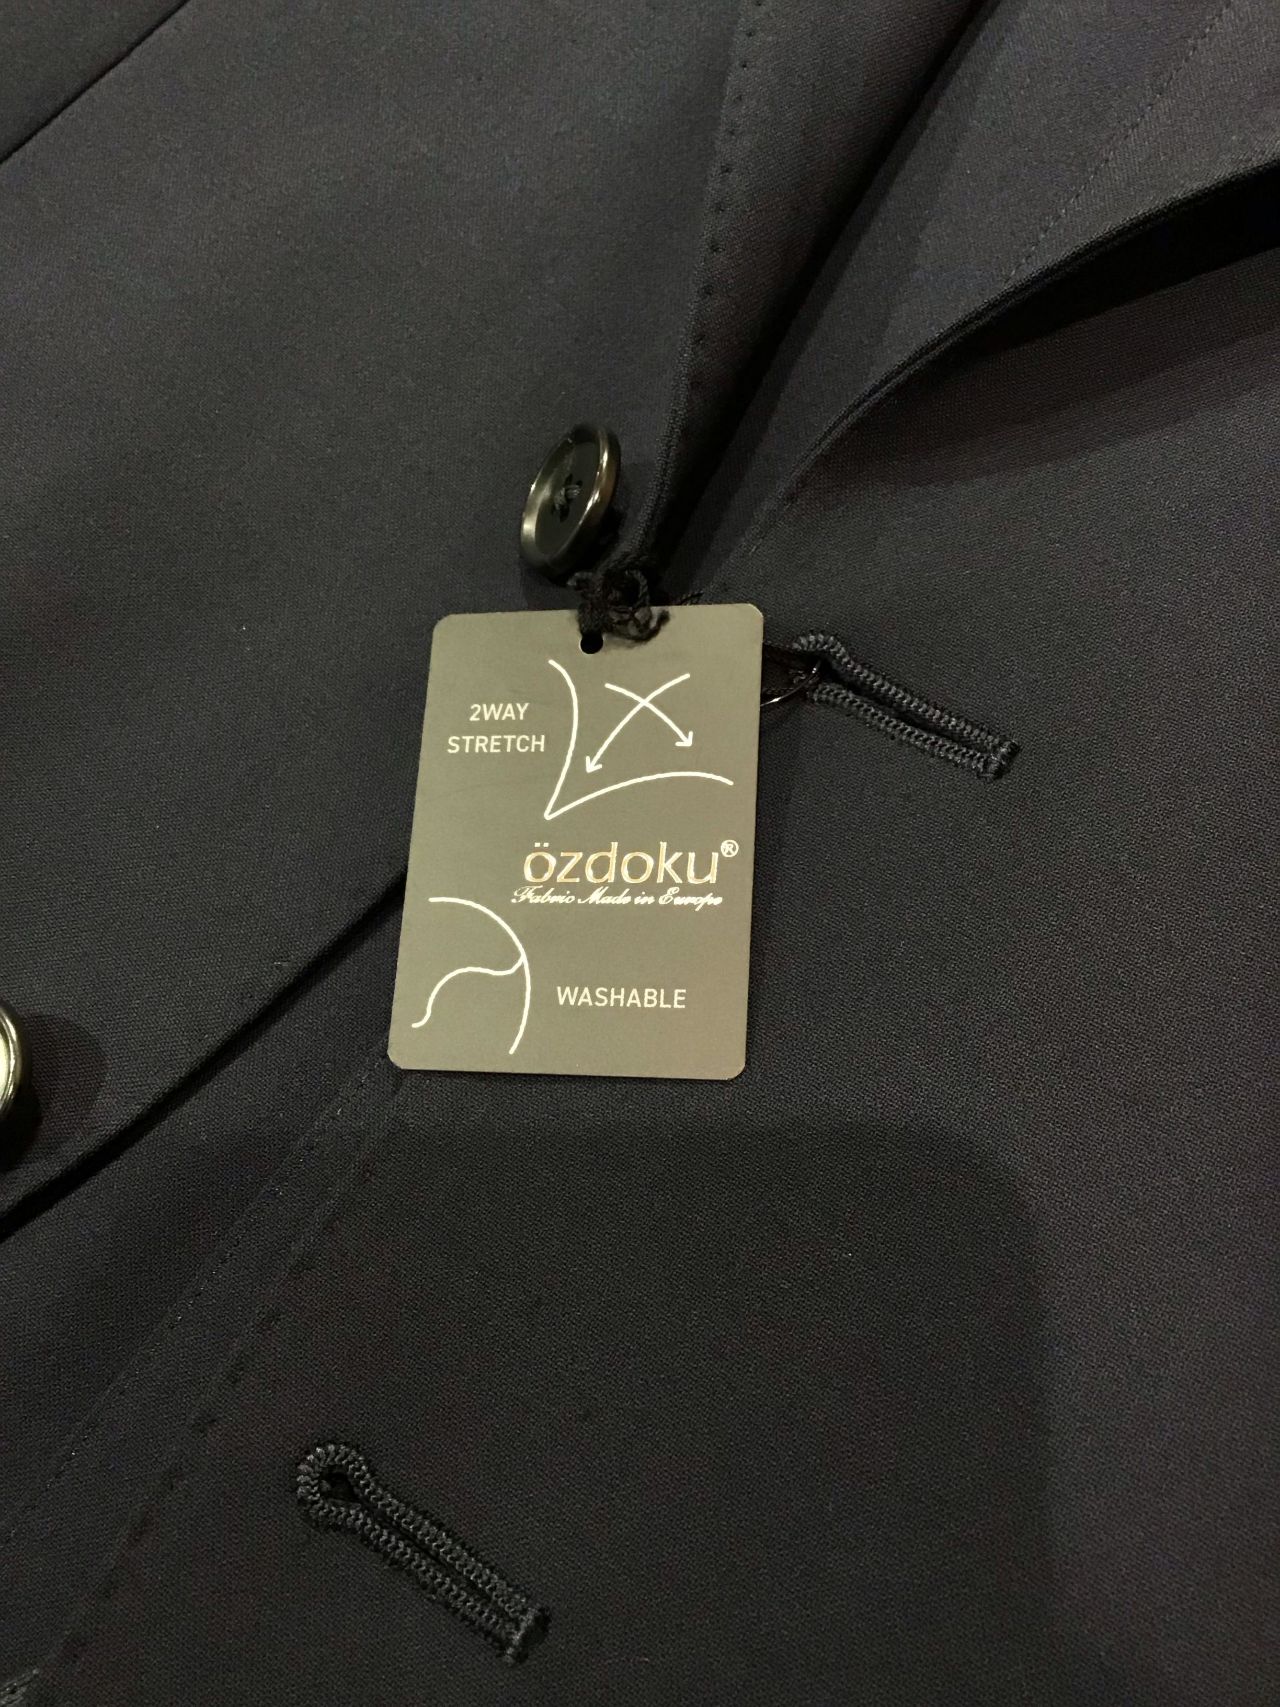 2WAY
STRETCH
özdoku®
Fabric Made in Europe
WASHABLE